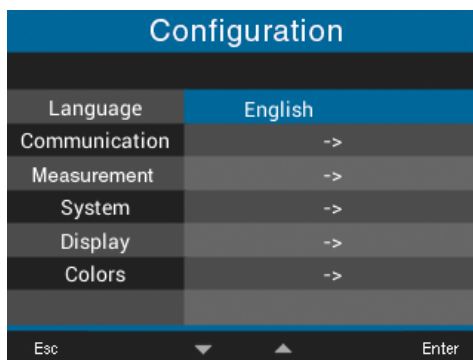 Configuration
Language English
Communication ->
Measurement ->
System ->
Display ->
Colors ->
Esc Enter